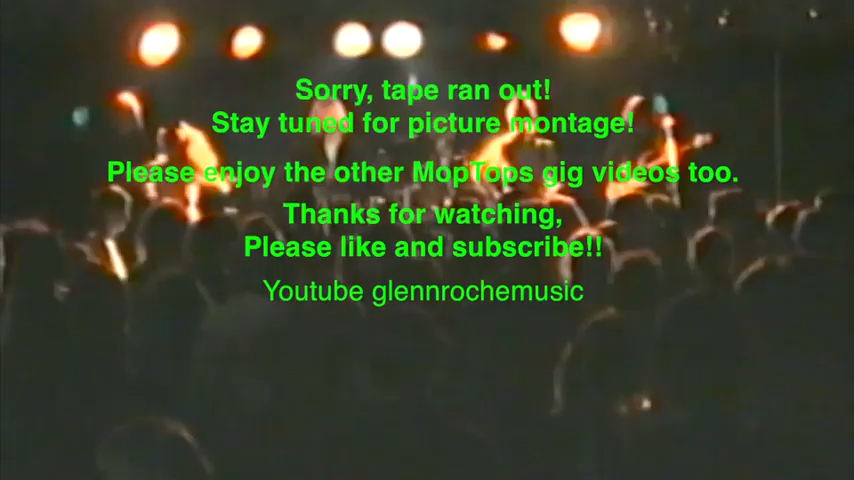 Sorry, tape ran out!
Stay tuned for picture montage!
Please enjoy the other MopTops gig videos too.
Thanks for watching,
Please like and subscribe!!
Youtube glennrochemusic